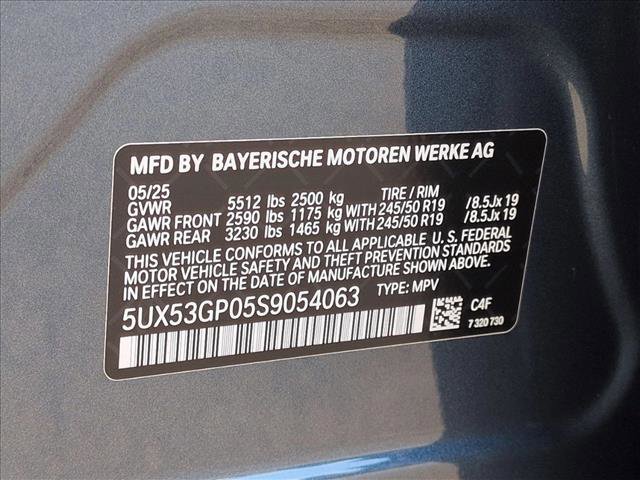 MFD BY BAYERISCHE MOTOREN WERKE AG
05/25
GVWR 5512 lbs 2500 kg TIRE / RIM
GAWR FRONT 2590 lbs 1175 kg WITH 245/50 R19 /8.5Jx 19
GAWR REAR 3230 lbs 1465 kg WITH 245/50 R19 /8.5Jx 19
THIS VEHICLE CONFORMS TO ALL APPLICABLE U. S. FEDERAL
MOTOR VEHICLE SAFETY AND THEFT PREVENTION STANDARDS
IN EFFECT ON THE DATE OF MANUFACTURE SHOWN ABOVE.
5UX53GP05S9054063 TYPE: MPV
C4F
7 320 730